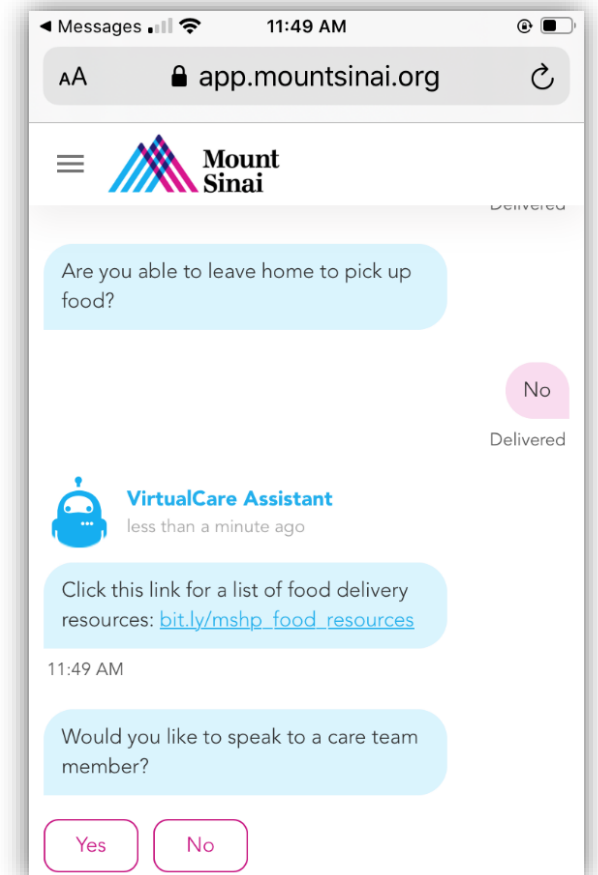 ◀ Messages 11:49 AM
AA app.mountsinai.org
Mount
Sinai
Delivered
Are you able to leave home to pick up
food?
No
Delivered
VirtualCare Assistant
less than a minute ago
Click this link for a list of food delivery
resources: bit.ly/mshp_food_resources
11:49 AM
Would you like to speak to a care team
member?
Yes No